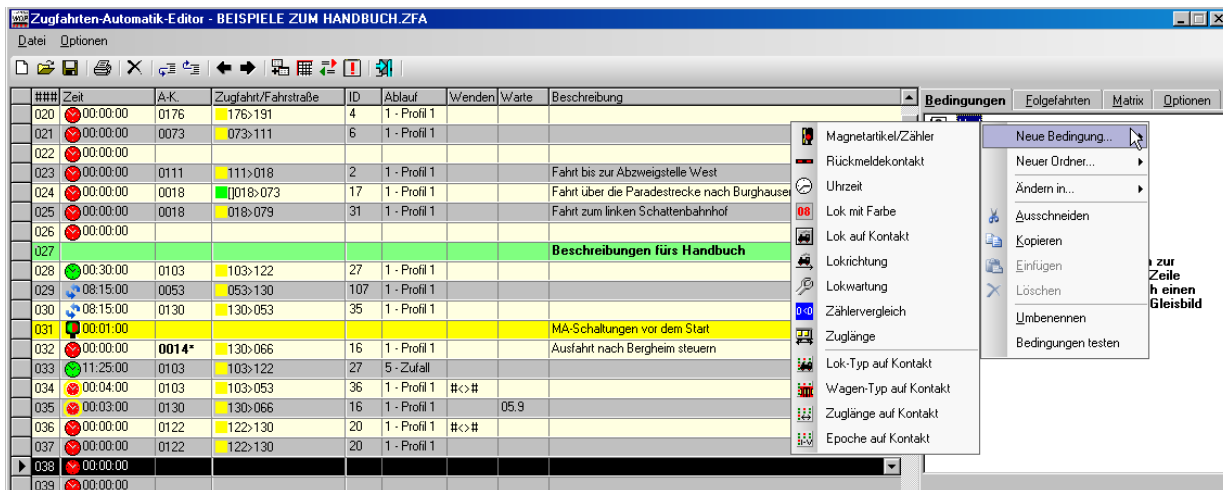 Zugfahrten-Automatik-Editor - BEISPIELE ZUM HANDBUCH.ZFA
Datei Optionen
### Zeit A-K. Zugfahrt/Fahrstraße ID Ablauf Wenden Warte Beschreibung
020 00:00:00 0176 176>191 4 1 - Profil 1
021 00:00:00 0073 073>111 6 1 - Profil 1
022 00:00:00
023 00:00:00 0111 111>018 2 1 - Profil 1 Fahrt bis zur Abzweigstelle West
024 00:00:00 0018 []018>073 17 1 - Profil 1 Fahrt über die Paradestrecke nach Burghausen
025 00:00:00 0018 018>079 31 1 - Profil 1 Fahrt zum linken Schattenbahnhof
026 00:00:00
027 Beschreibungen fürs Handbuch
028 00:30:00 0103 103>122 27 1 - Profil 1
029 08:15:00 0053 053>130 107 1 - Profil 1
030 08:15:00 0130 130>053 35 1 - Profil 1
031 00:01:00 MA-Schaltungen vor dem Start
032 00:00:00 0014* 130>066 16 1 - Profil 1 Ausfahrt nach Bergheim steuern
033 11:25:00 0103 103>122 27 5 - Zufall
034 00:04:00 0103 103>053 36 1 - Profil 1 #<>#
035 00:03:00 0130 130>066 16 1 - Profil 1 05.9
036 00:00:00 0122 122>130 20 1 - Profil 1 #<>#
037 00:00:00 0122 122>130 20 1 - Profil 1
038 00:00:00
039 00:00:00
Bedingungen Folgefahrten Matrix Optionen
Magnetartikel/Zähler
Rückmeldekontakt
Uhrzeit
08 Lok mit Farbe
Lok auf Kontakt
Lokrichtung
Lokwartung
0<0 Zählervergleich
Zuglänge
Lok-Typ auf Kontakt
Wagen-Typ auf Kontakt
Zuglänge auf Kontakt
Epoche auf Kontakt
Neue Bedingung...
Neuer Ordner...
Ändern in...
Ausschneiden
Kopieren
Einfügen
Löschen
Umbenennen
Bedingungen testen
zur
Zeile
h einen
Gleisbild